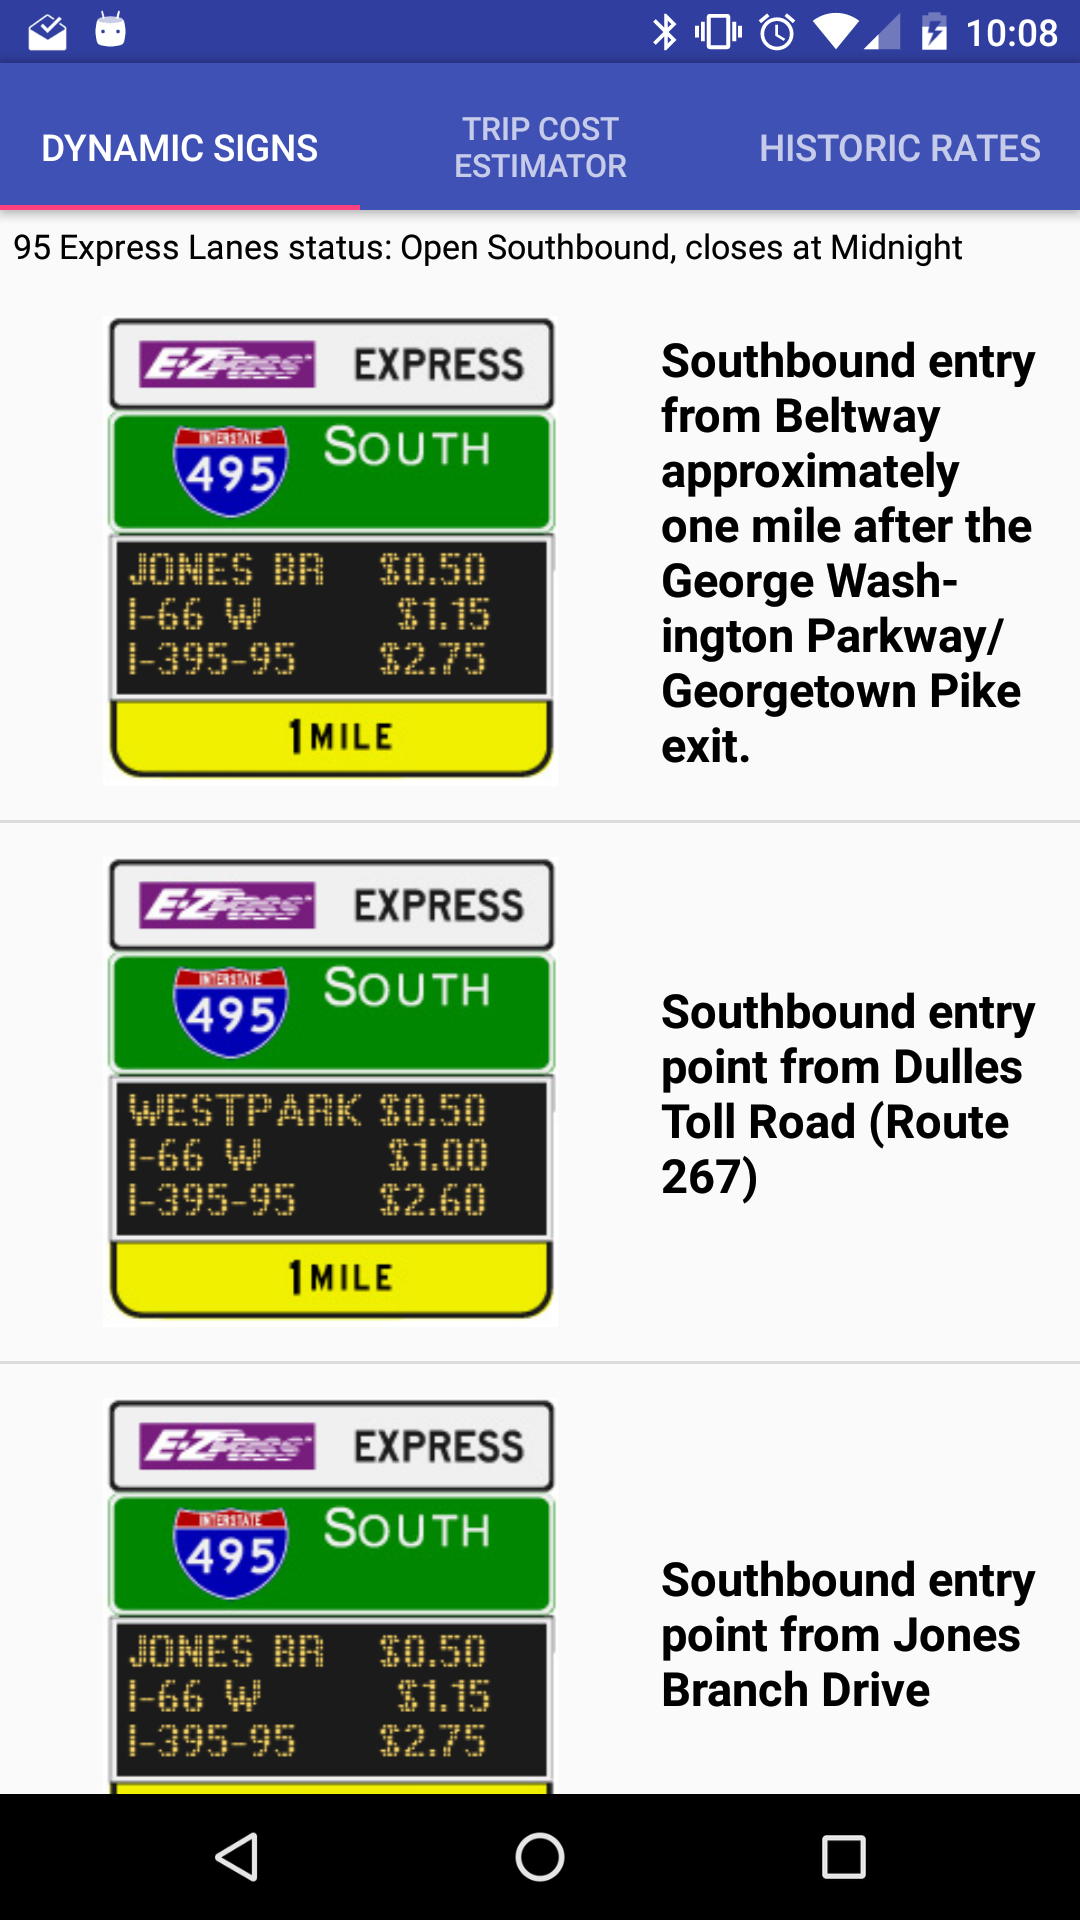 10:08
DYNAMIC SIGNS
TRIP COST
ESTIMATOR
HISTORIC RATES
95 Express Lanes status: Open Southbound, closes at Midnight
E-ZPass EXPRESS
INTERSTATE
495
SOUTH
JONES BR $0.50
I-66 W $1.15
I-395-95 $2.75
1 MILE
Southbound entry
from Beltway
approximately
one mile after the
George Wash-
ington Parkway/
Georgetown Pike
exit.
E-ZPass EXPRESS
INTERSTATE
495
SOUTH
WESTPARK $0.50
I-66 W $1.00
I-395-95 $2.60
1 MILE
Southbound entry
point from Dulles
Toll Road (Route
267)
E-ZPass EXPRESS
INTERSTATE
495
SOUTH
JONES BR $0.50
I-66 W $1.15
I-395-95 $2.75
Southbound entry
point from Jones
Branch Drive